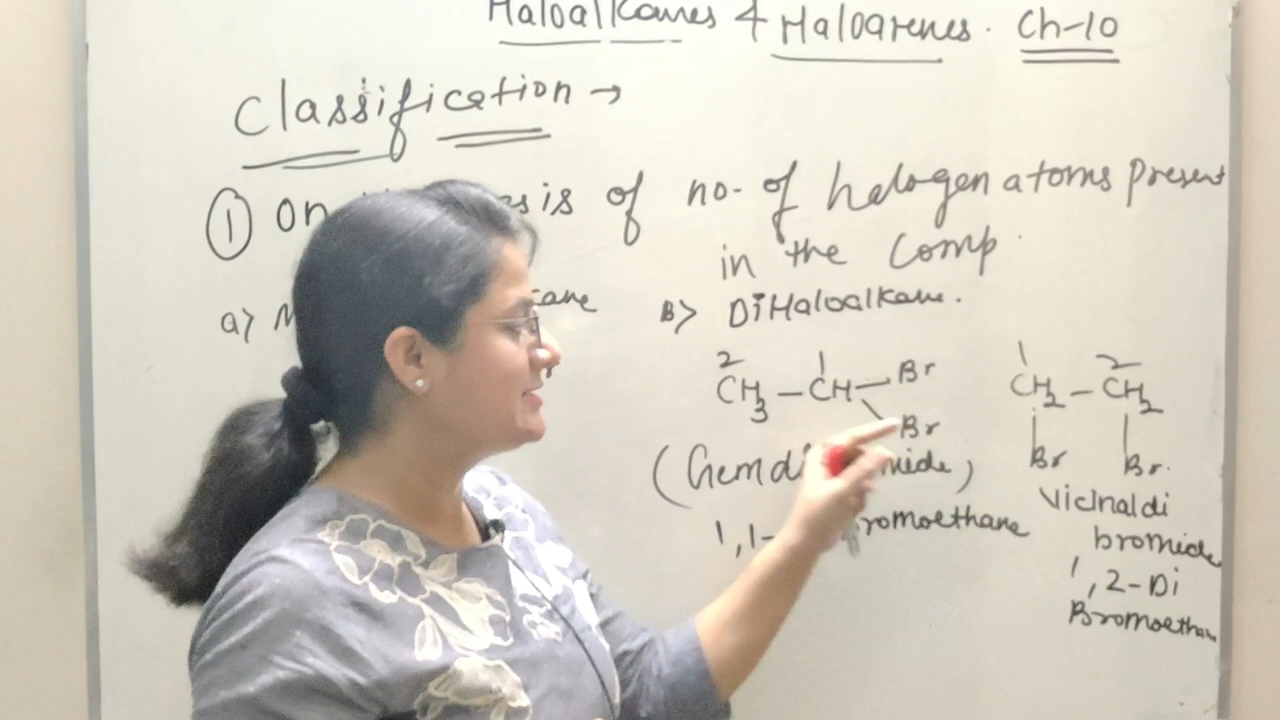 Haloalkanes & Haloarenes. Ch-10
Classification →
① On of no. of halogen atoms Present
in the Comp.
a) B) DiHaloalkane.
2 1 1 2
CH3 – CH – Br CH2 – CH2
Br Br Br.
(Gem di )
Vicinal di
bromide
1,1- romoethane
1, 2-Di
Bromoethane